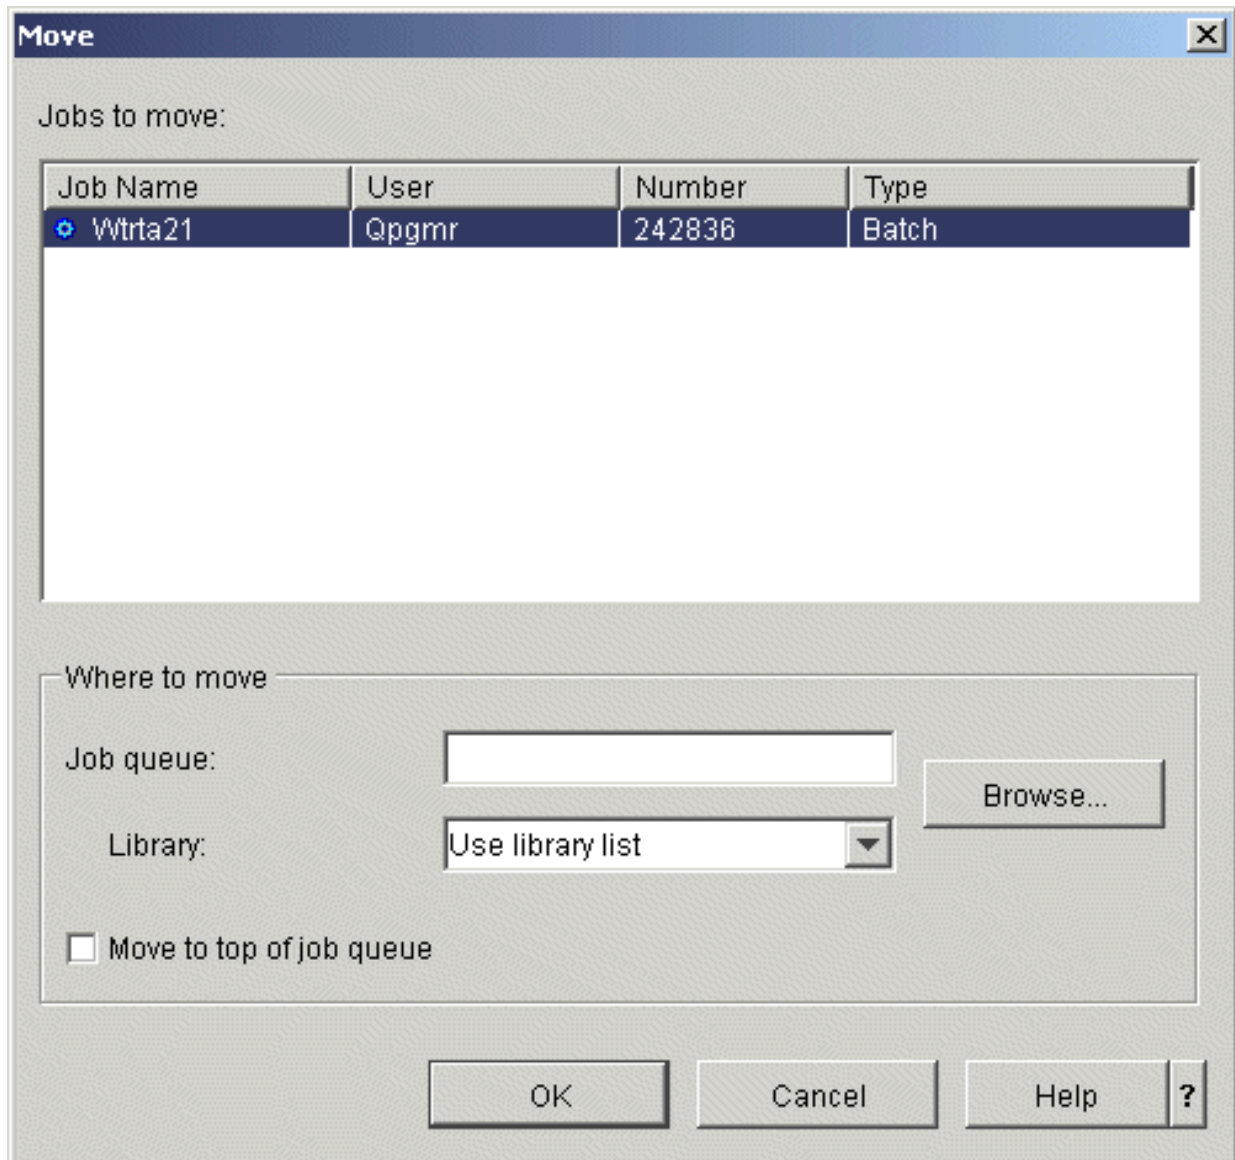 Move
Jobs to move:
Job Name User Number Type
Wtrta21 Qpgmr 242836 Batch
Where to move
Job queue:
Browse...
Library: Use library list
Move to top of job queue
OK Cancel Help ?